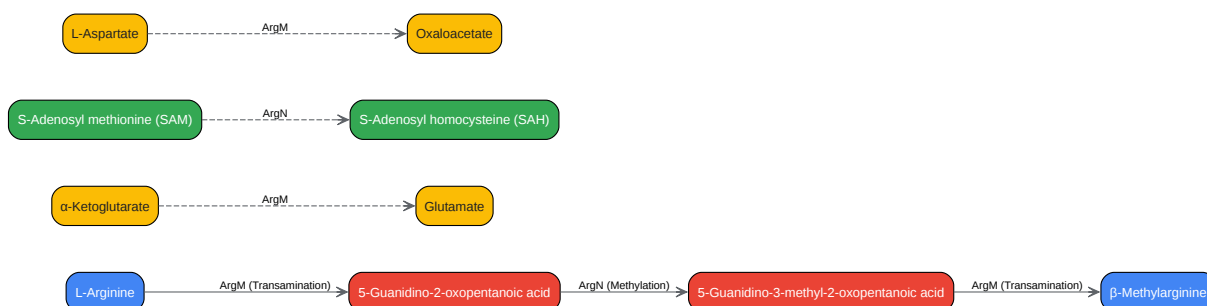 L-Aspartate ArgM Oxaloacetate
S-Adenosyl methionine (SAM) ArgN S-Adenosyl homocysteine (SAH)
α-Ketoglutarate ArgM Glutamate
L-Arginine ArgM (Transamination) 5-Guanidino-2-oxopentanoic acid ArgN (Methylation) 5-Guanidino-3-methyl-2-oxopentanoic acid ArgM (Transamination) β-Methylarginine